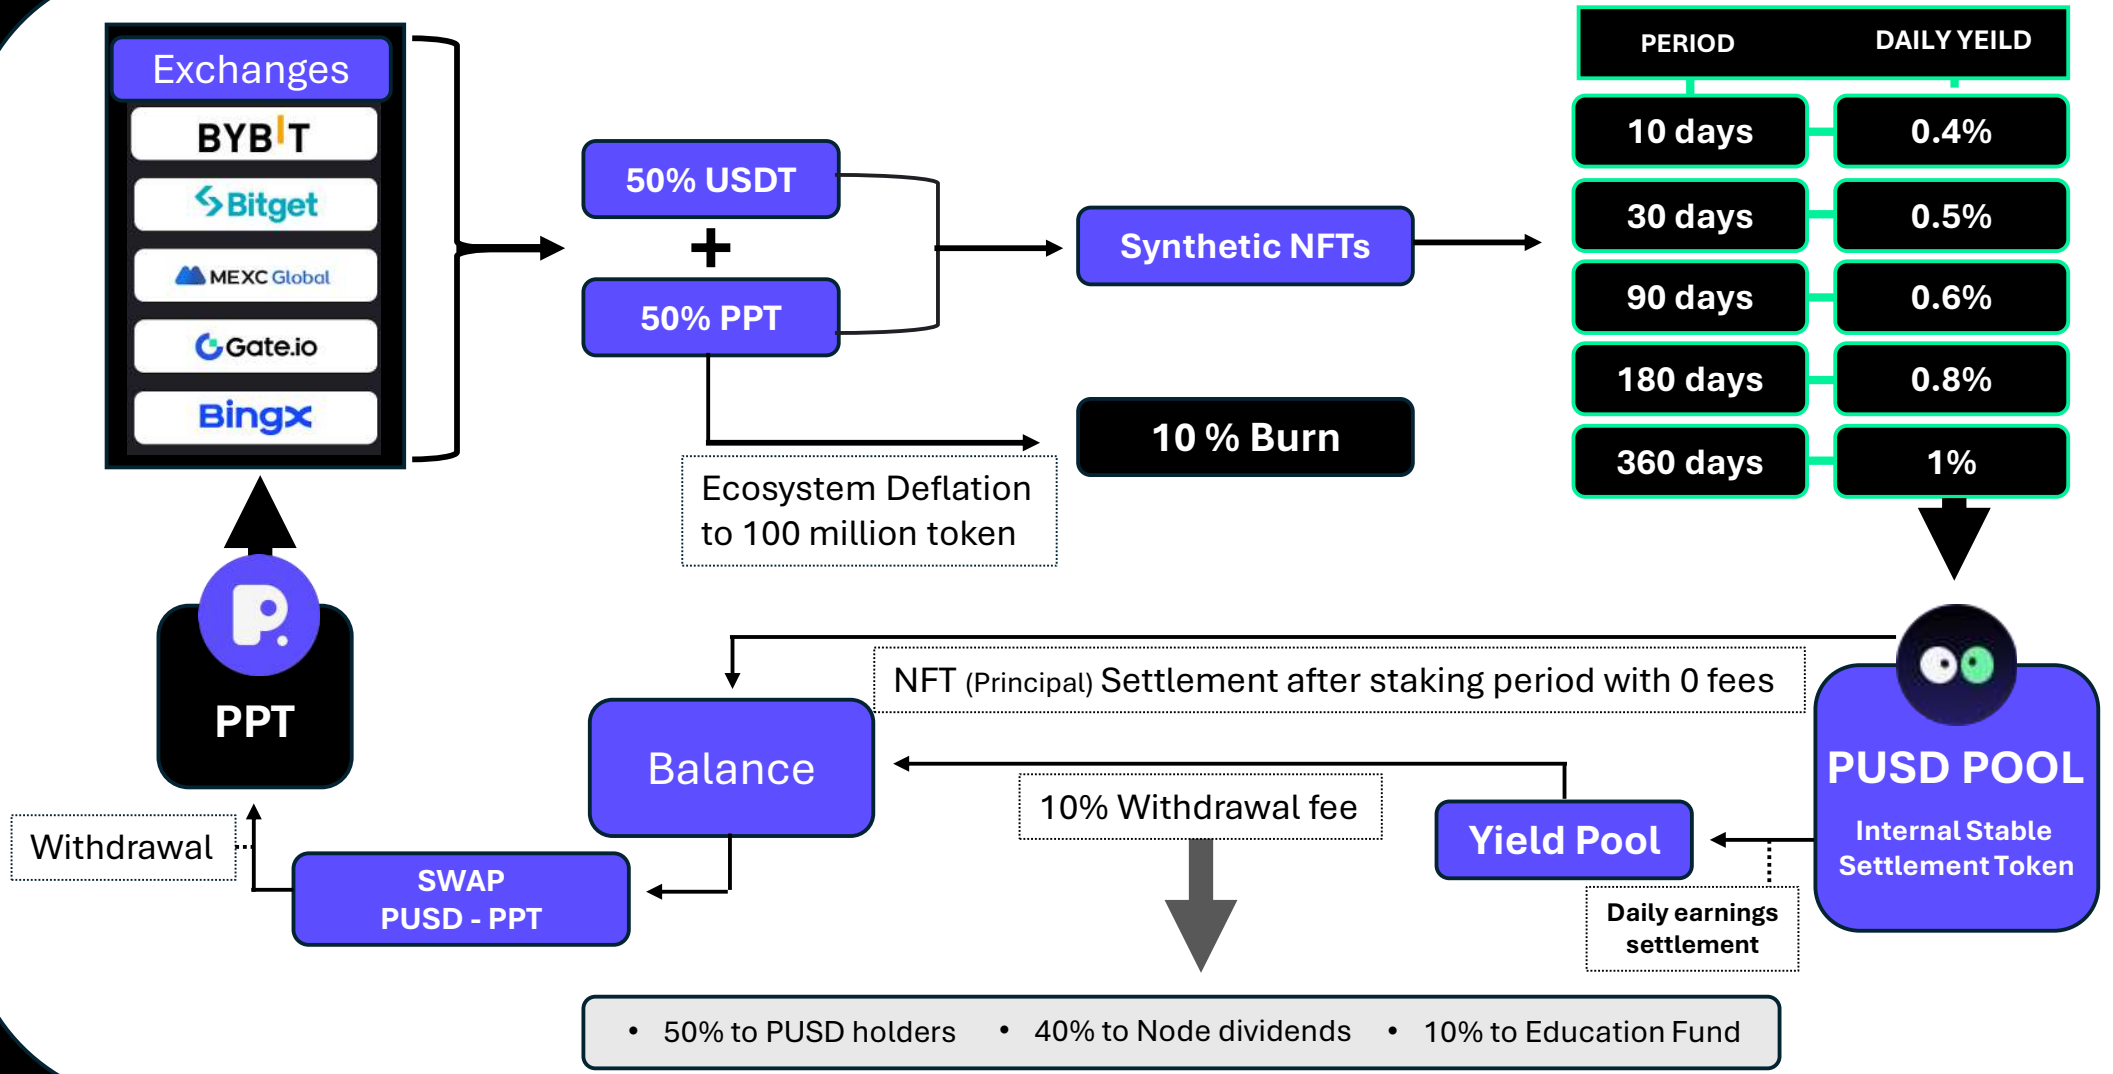 Exchanges
BYBIT
Bitget
MEXC Global
Gate.io
BingX
50% USDT
+
50% PPT
Synthetic NFTs
10 % Burn
Ecosystem Deflation
to 100 million token
PERIOD DAILY YEILD
10 days 0.4%
30 days 0.5%
90 days 0.6%
180 days 0.8%
360 days 1%
P.
PPT
NFT (Principal) Settlement after staking period with 0 fees
PUSD POOL
Internal Stable
Settlement Token
Balance
10% Withdrawal fee
Yield Pool
Daily earnings
settlement
Withdrawal
SWAP
PUSD - PPT
• 50% to PUSD holders • 40% to Node dividends • 10% to Education Fund